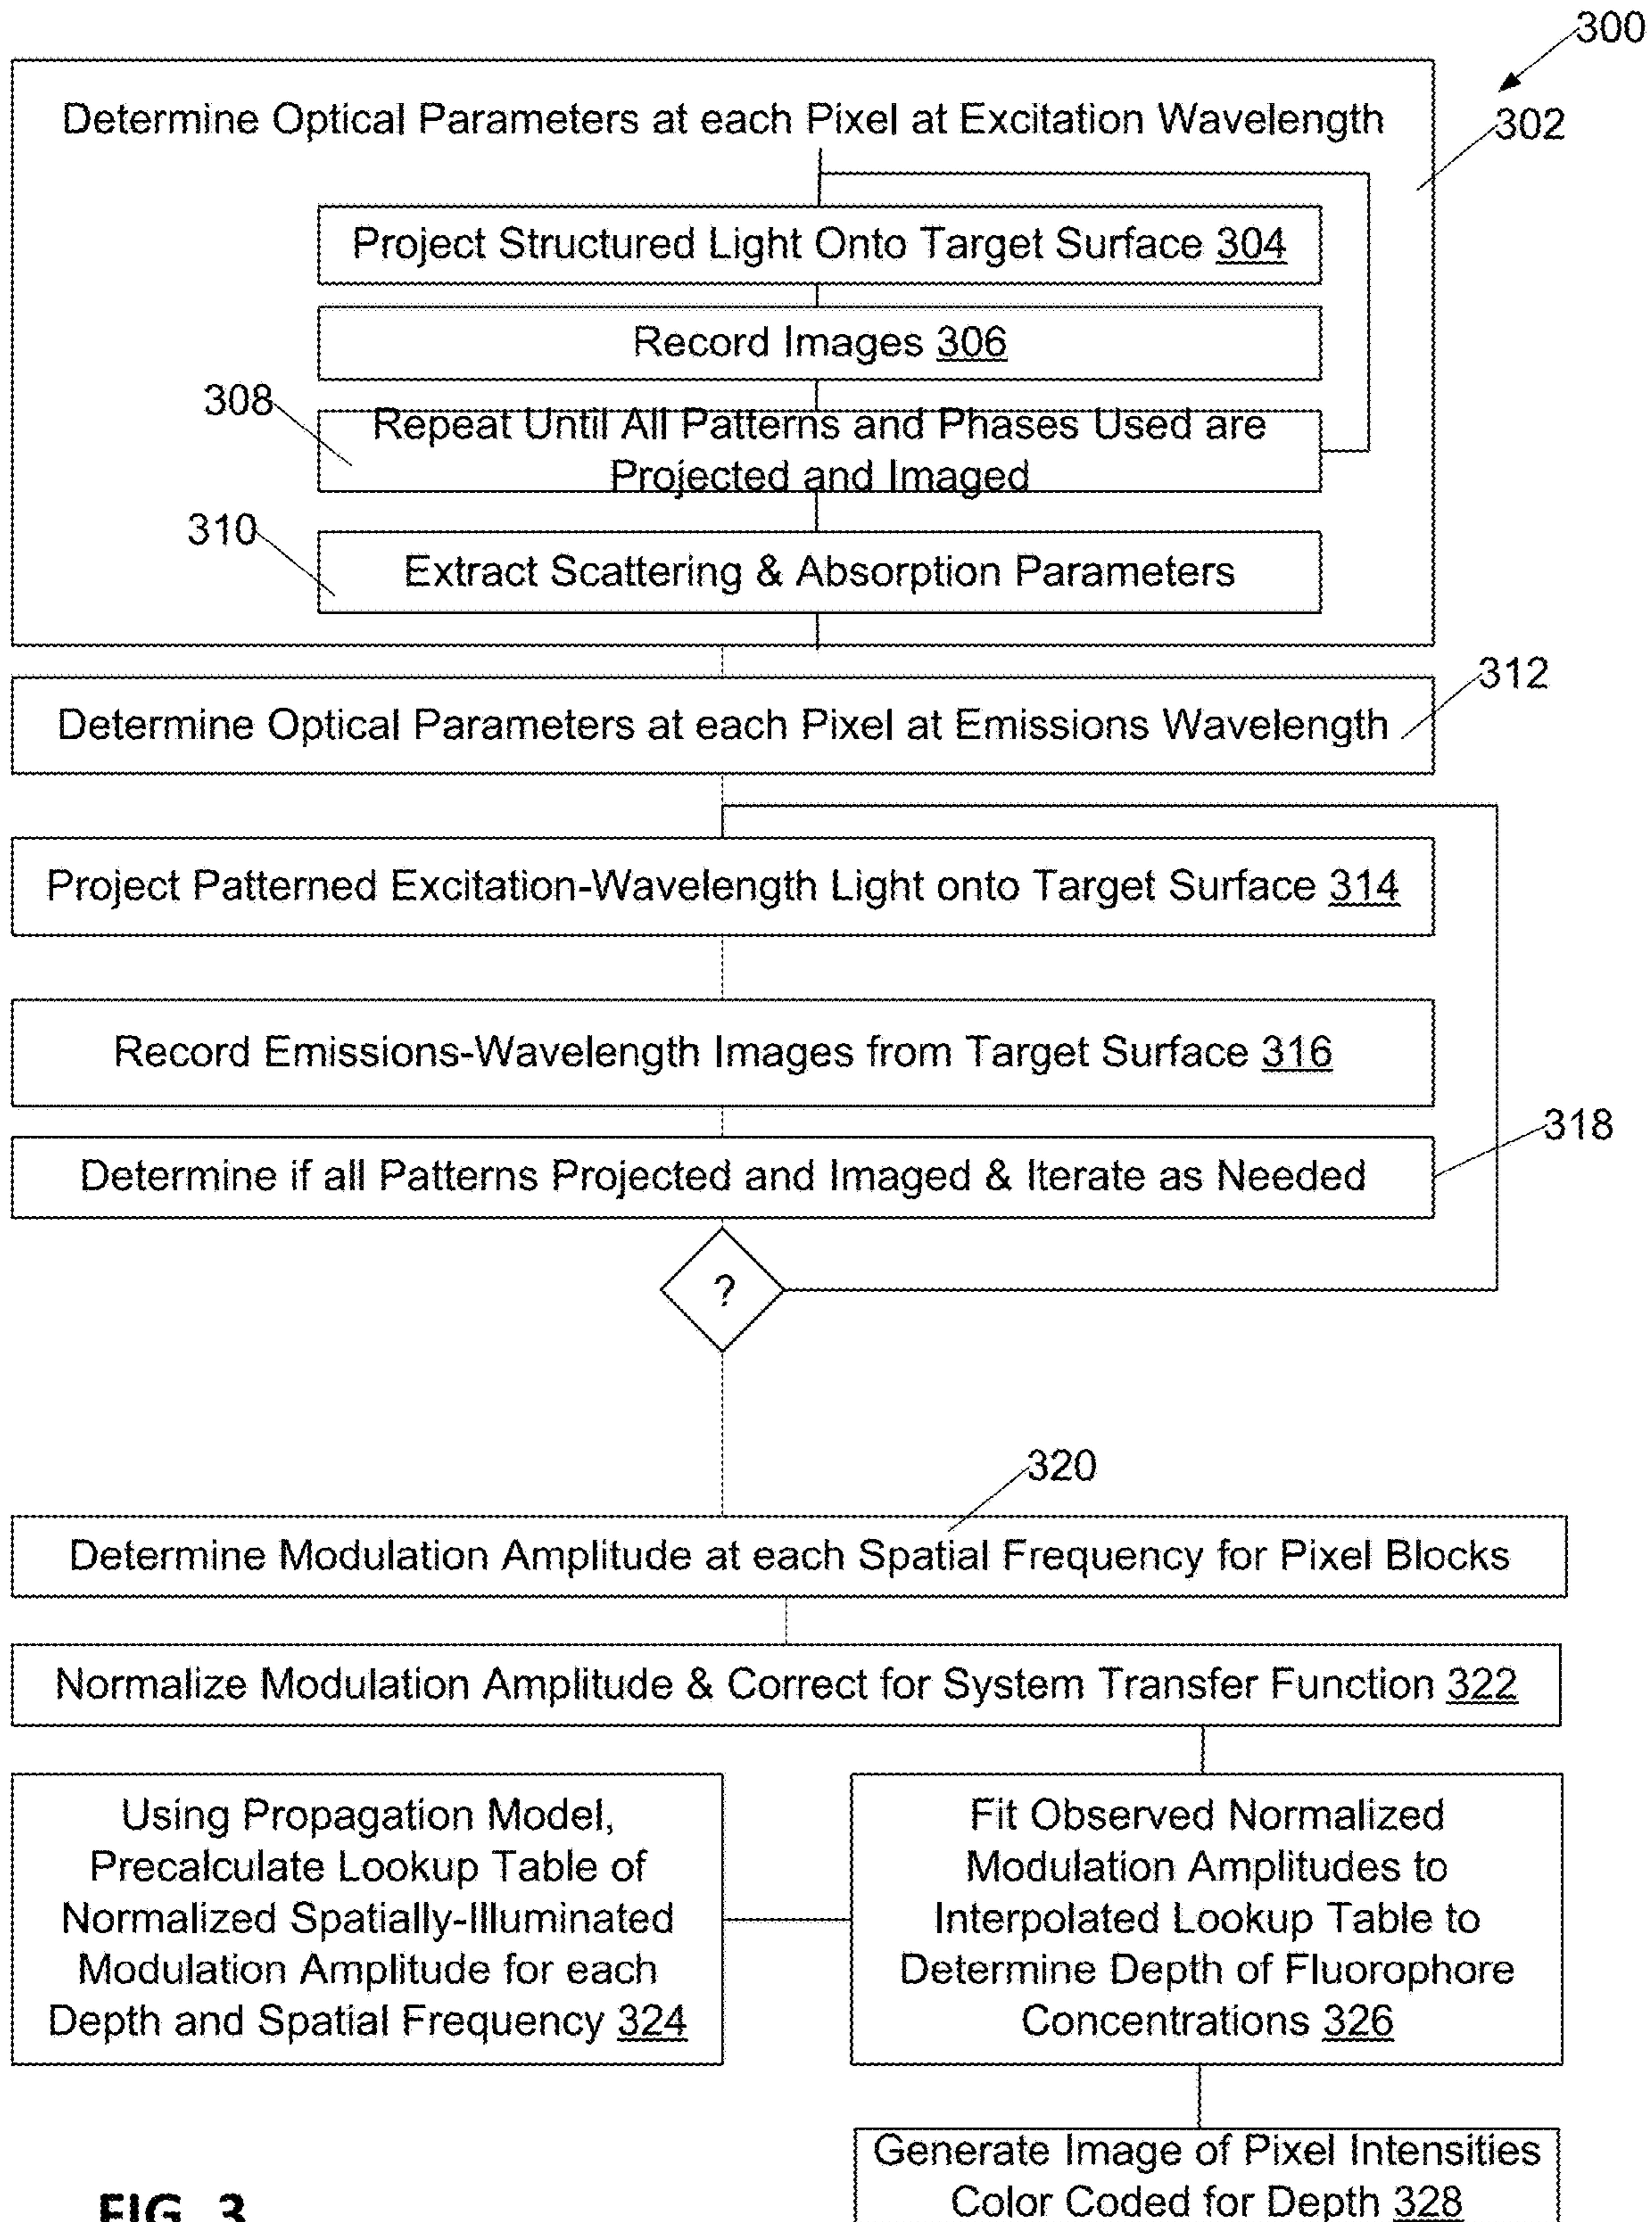 300
Determine Optical Parameters at each Pixel at Excitation Wavelength
302
Project Structured Light Onto Target Surface 304
Record Images 306
308
Repeat Until All Patterns and Phases Used are
Projected and Imaged
310
Extract Scattering & Absorption Parameters
312
Determine Optical Parameters at each Pixel at Emissions Wavelength
Project Patterned Excitation-Wavelength Light onto Target Surface 314
Record Emissions-Wavelength Images from Target Surface 316
318
Determine if all Patterns Projected and Imaged & Iterate as Needed
?
320
Determine Modulation Amplitude at each Spatial Frequency for Pixel Blocks
Normalize Modulation Amplitude & Correct for System Transfer Function 322
Using Propagation Model,
Precalculate Lookup Table of
Normalized Spatially-Illuminated
Modulation Amplitude for each
Depth and Spatial Frequency 324
Fit Observed Normalized
Modulation Amplitudes to
Interpolated Lookup Table to
Determine Depth of Fluorophore
Concentrations 326
Generate Image of Pixel Intensities
Color Coded for Depth 328
FIG. 3